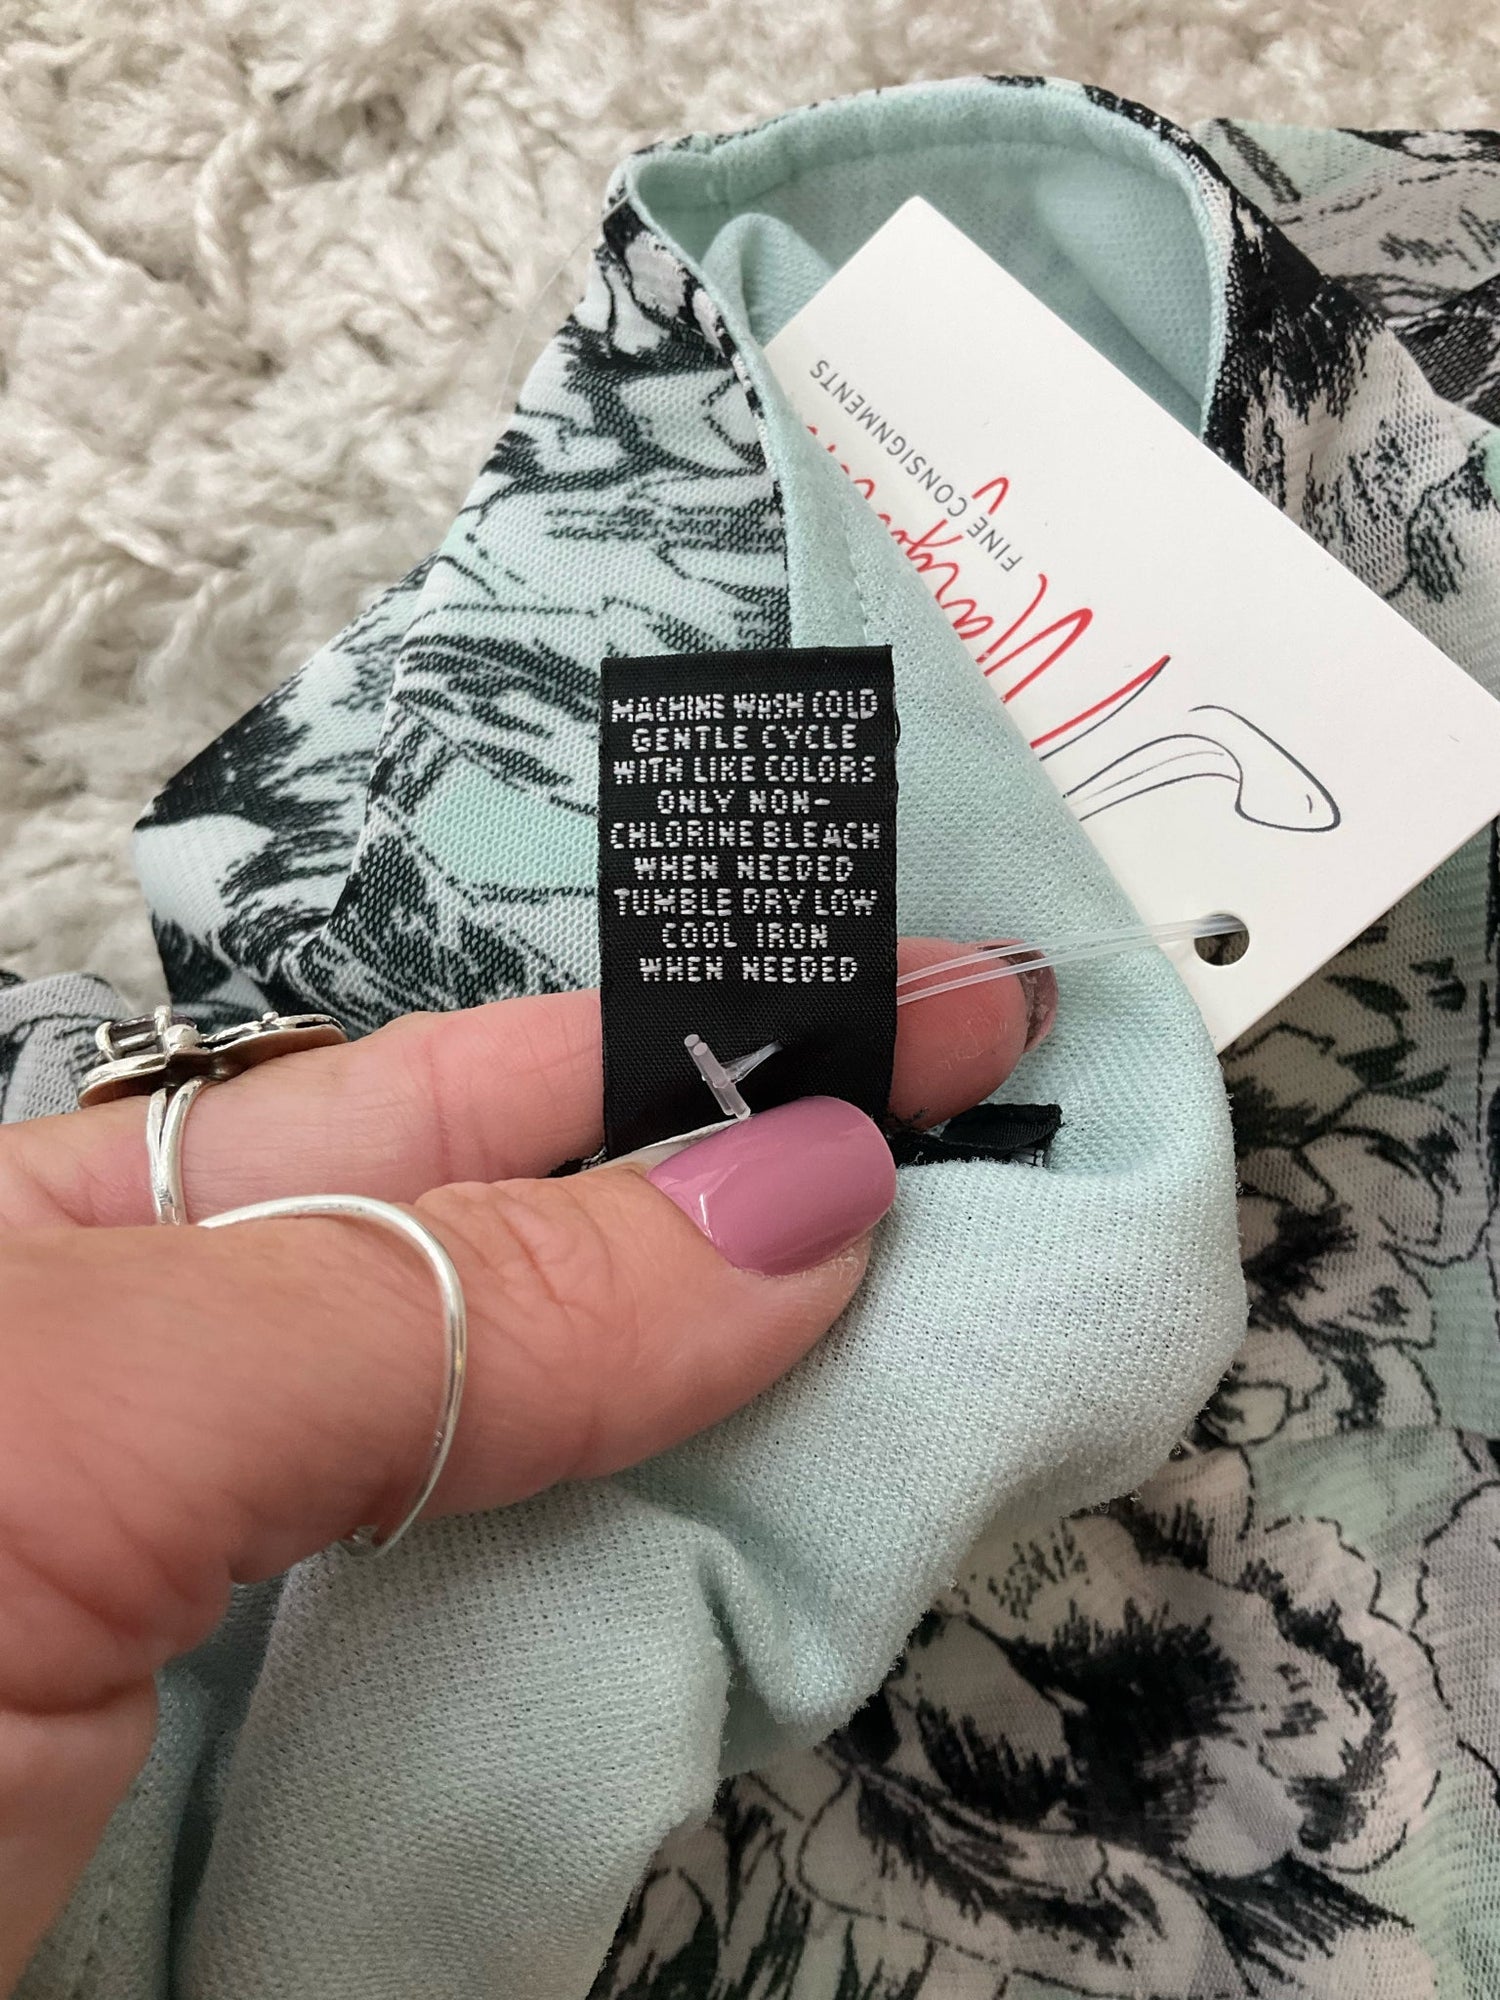 MACHINE WASH COLD
GENTLE CYCLE
WITH LIKE COLORS
ONLY NON-
CHLORINE BLEACH
WHEN NEEDED
TUMBLE DRY LOW
COOL IRON
WHEN NEEDED
FINE CONSIGNMENTS